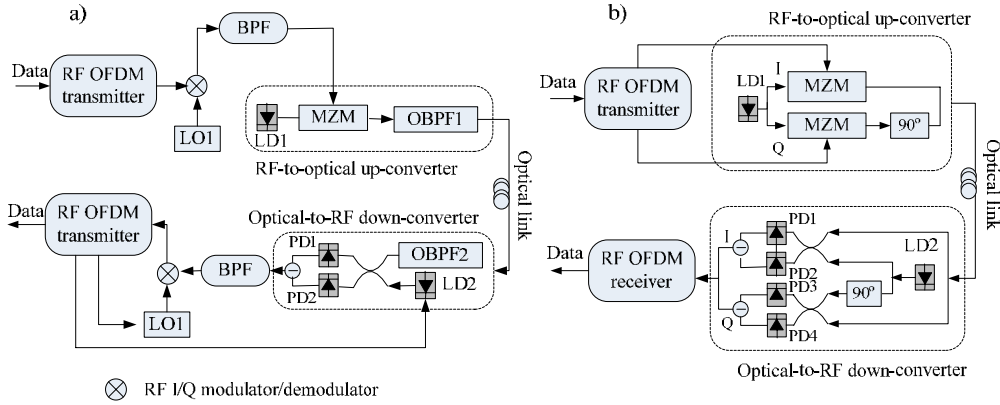 a)
BPF
Data
RF OFDM
transmitter
LO1
LD1
MZM
OBPF1
RF-to-optical up-converter
Optical link
Optical-to-RF down-converter
Data
RF OFDM
transmitter
LO1
BPF
PD1
PD2
OBPF2
LD2
RF I/Q modulator/demodulator
b)
RF-to-optical up-converter
Data
RF OFDM
transmitter
I
LD1
MZM
MZM
90º
Q
Optical link
Data
RF OFDM
receiver
I
PD1
PD2
PD3
PD4
Q
90º
LD2
Optical-to-RF down-converter